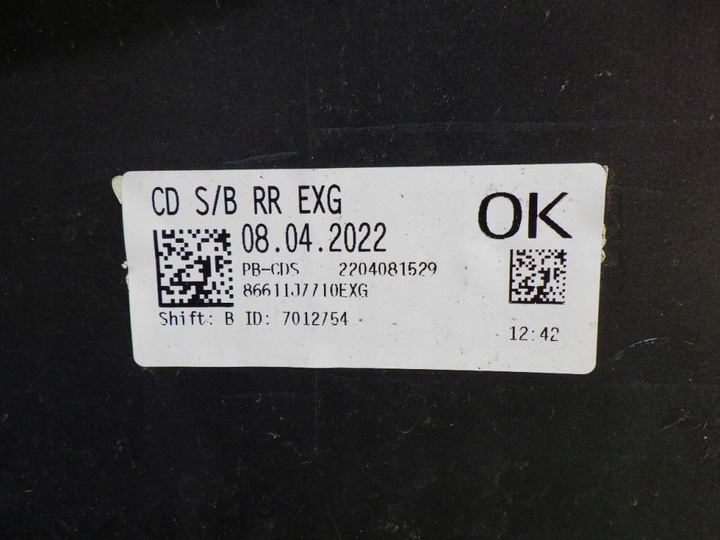 CD S/B RR EXG
OK
08.04.2022
PB-CDS 2204081529
86611J7710EXG
Shift: B ID: 7012754
12:42